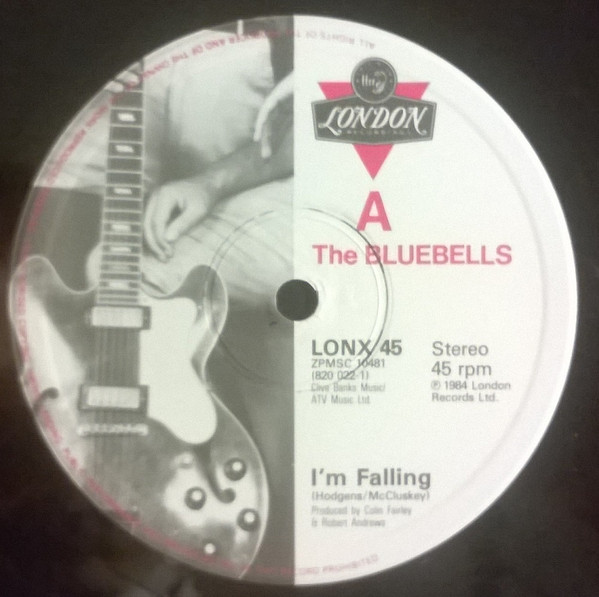 LONDON
RECORDINGS
A
The BLUEBELLS
LONX 45
ZPMSC 10481
(820 022-1)
Clive Banks Music/
ATV Music Ltd.
Stereo
45 rpm
℗ 1984 London
Records Ltd.
I'm Falling
(Hodgens/McCluskey)
Produced by Colin Fairley
& Robert Andrews
ALL RIGHTS OF THE PRODUCER AND OF THE OWNER